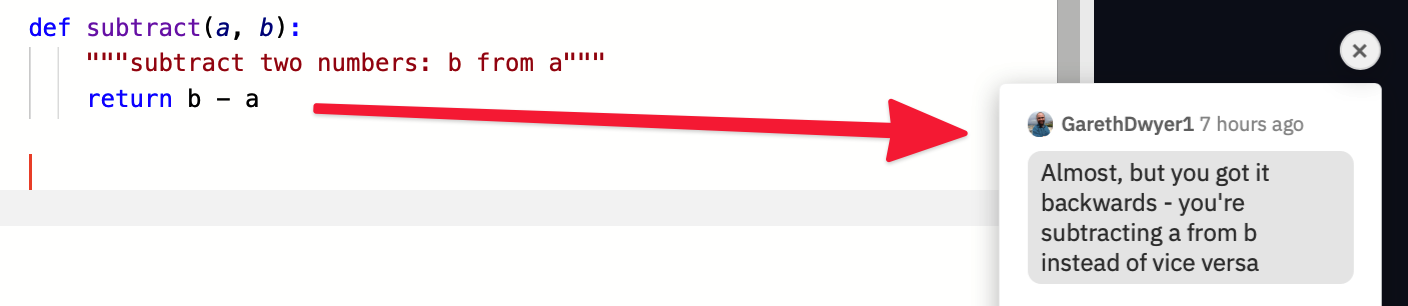 def subtract(a, b):
"""subtract two numbers: b from a"""
return b - a
GarethDwyer1 7 hours ago
Almost, but you got it
backwards - you're
subtracting a from b
instead of vice versa